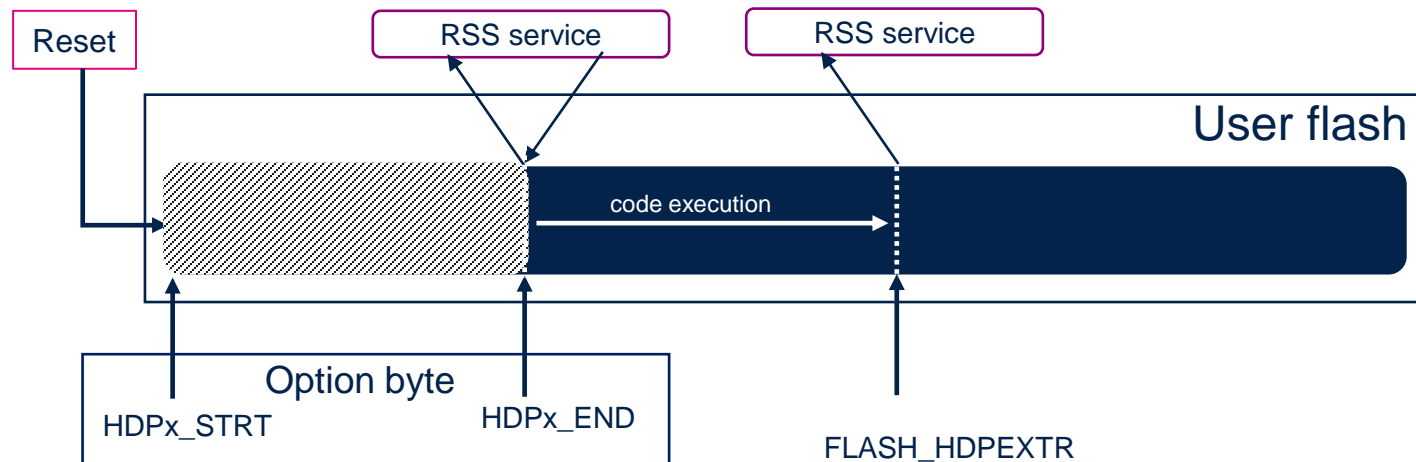 Reset
RSS service
RSS service
User flash
code execution
Option byte
HDPx_STRT
HDPx_END
FLASH_HDPEXTR